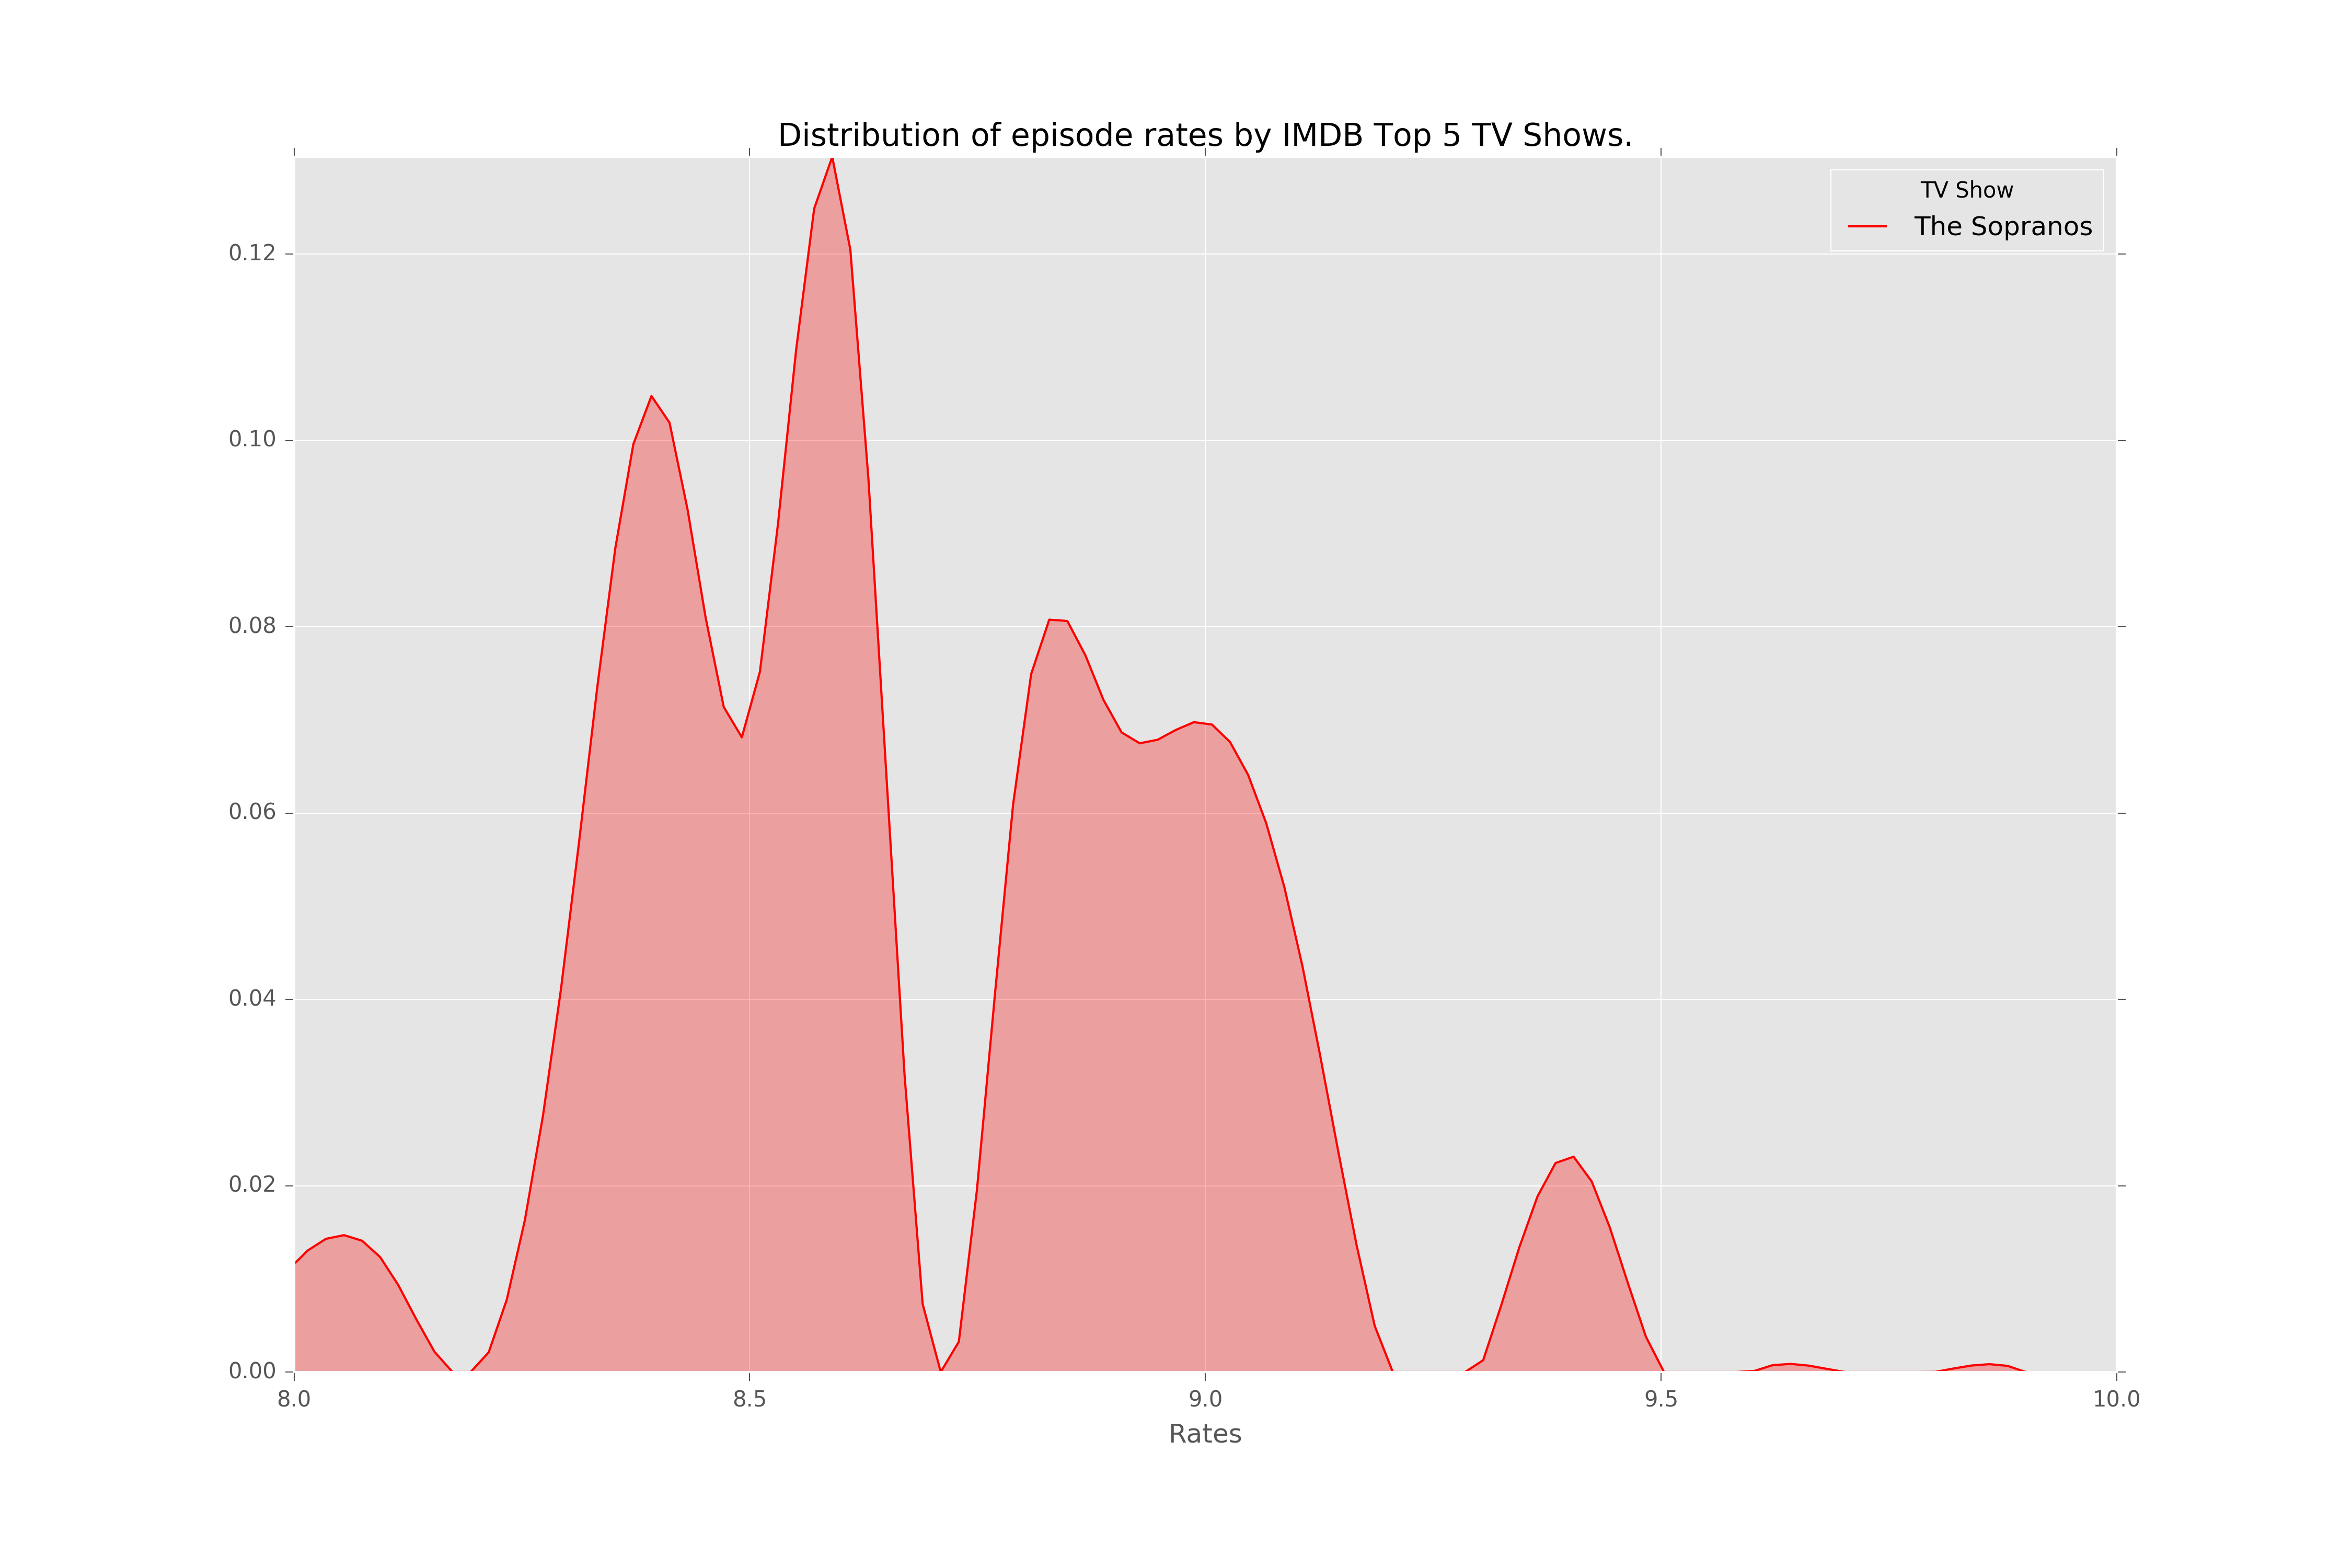 Distribution of episode rates by IMDB Top 5 TV Shows.
TV Show
The Sopranos
0.12
0.10
0.08
0.06
0.04
0.02
0.00
8.0 8.5 9.0 9.5 10.0
Rates